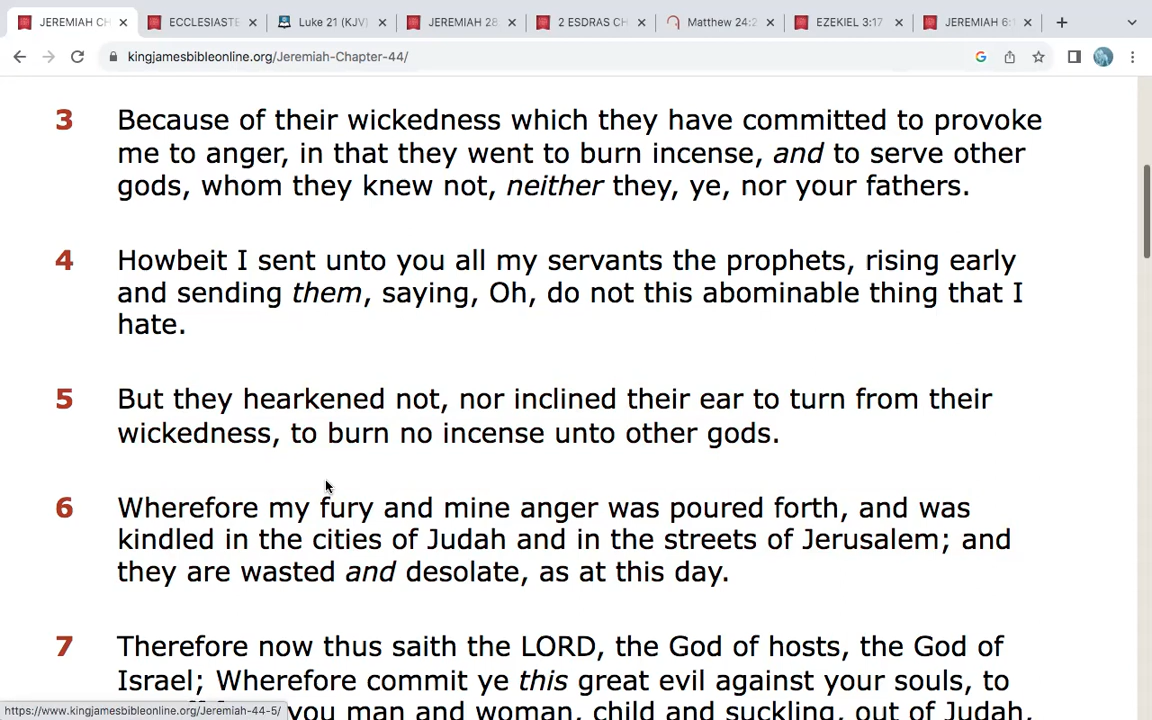 JEREMIAH CH
ECCLESIASTE
Luke 21 (KJV)
JEREMIAH 28
2 ESDRAS CH
Matthew 24:2
EZEKIEL 3:17
JEREMIAH 6:1
kingjamesbibleonline.org/Jeremiah-Chapter-44/
3 Because of their wickedness which they have committed to provoke
me to anger, in that they went to burn incense, and to serve other
gods, whom they knew not, neither they, ye, nor your fathers.
4 Howbeit I sent unto you all my servants the prophets, rising early
and sending them, saying, Oh, do not this abominable thing that I
hate.
5 But they hearkened not, nor inclined their ear to turn from their
wickedness, to burn no incense unto other gods.
6 Wherefore my fury and mine anger was poured forth, and was
kindled in the cities of Judah and in the streets of Jerusalem; and
they are wasted and desolate, as at this day.
7 Therefore now thus saith the LORD, the God of hosts, the God of
Israel; Wherefore commit ye this great evil against your souls, to
you man and woman, child and suckling, out of Judah,
https://www.kingjamesbibleonline.org/Jeremiah-44-5/